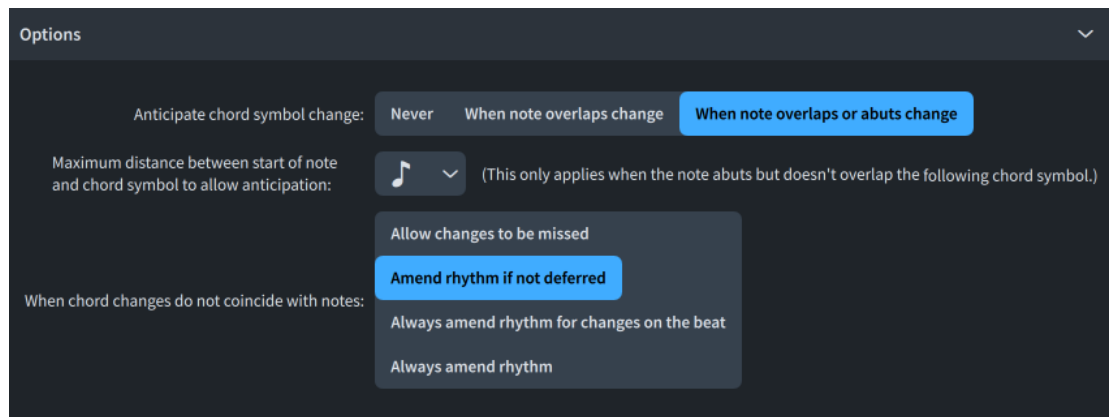 Options
Anticipate chord symbol change: Never When note overlaps change When note overlaps or abuts change
Maximum distance between start of note
and chord symbol to allow anticipation:
(This only applies when the note abuts but doesn't overlap the following chord symbol.)
When chord changes do not coincide with notes:
Allow changes to be missed
Amend rhythm if not deferred
Always amend rhythm for changes on the beat
Always amend rhythm